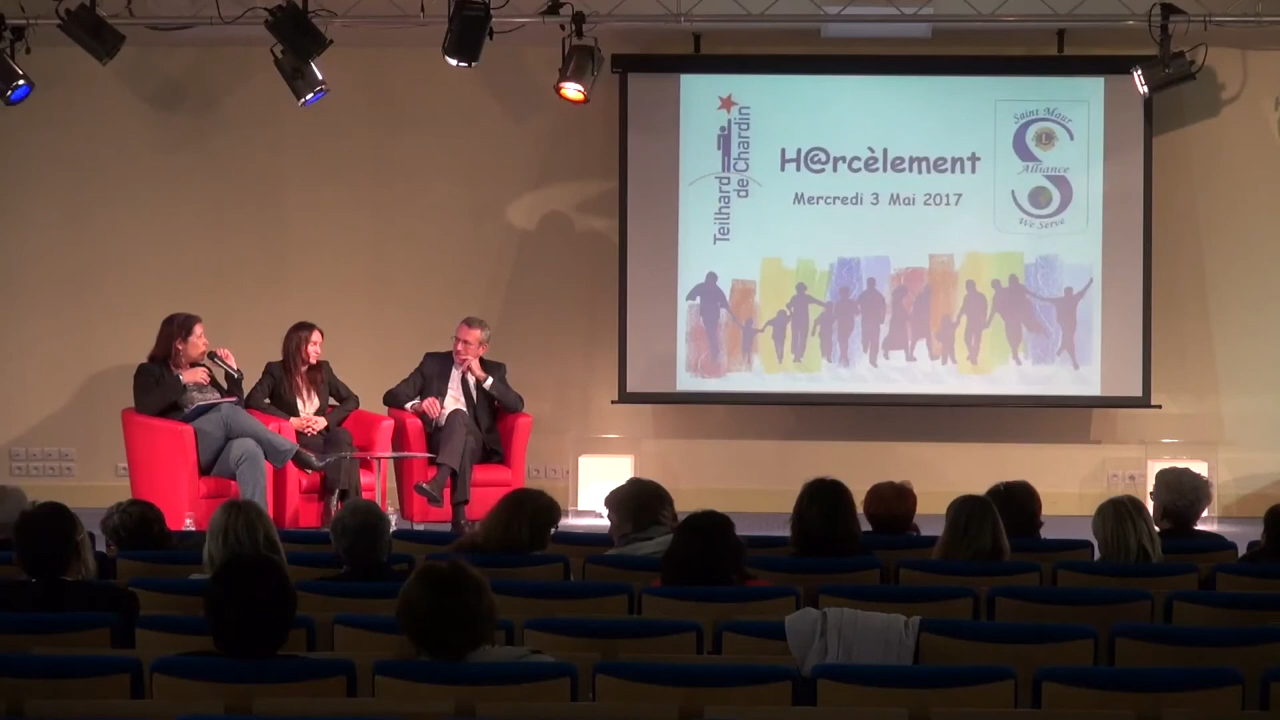 Teilhard
de Chardin
H@rcèlement
Mercredi 3 Mai 2017
Saint Maur
L
Alliance
We Serve